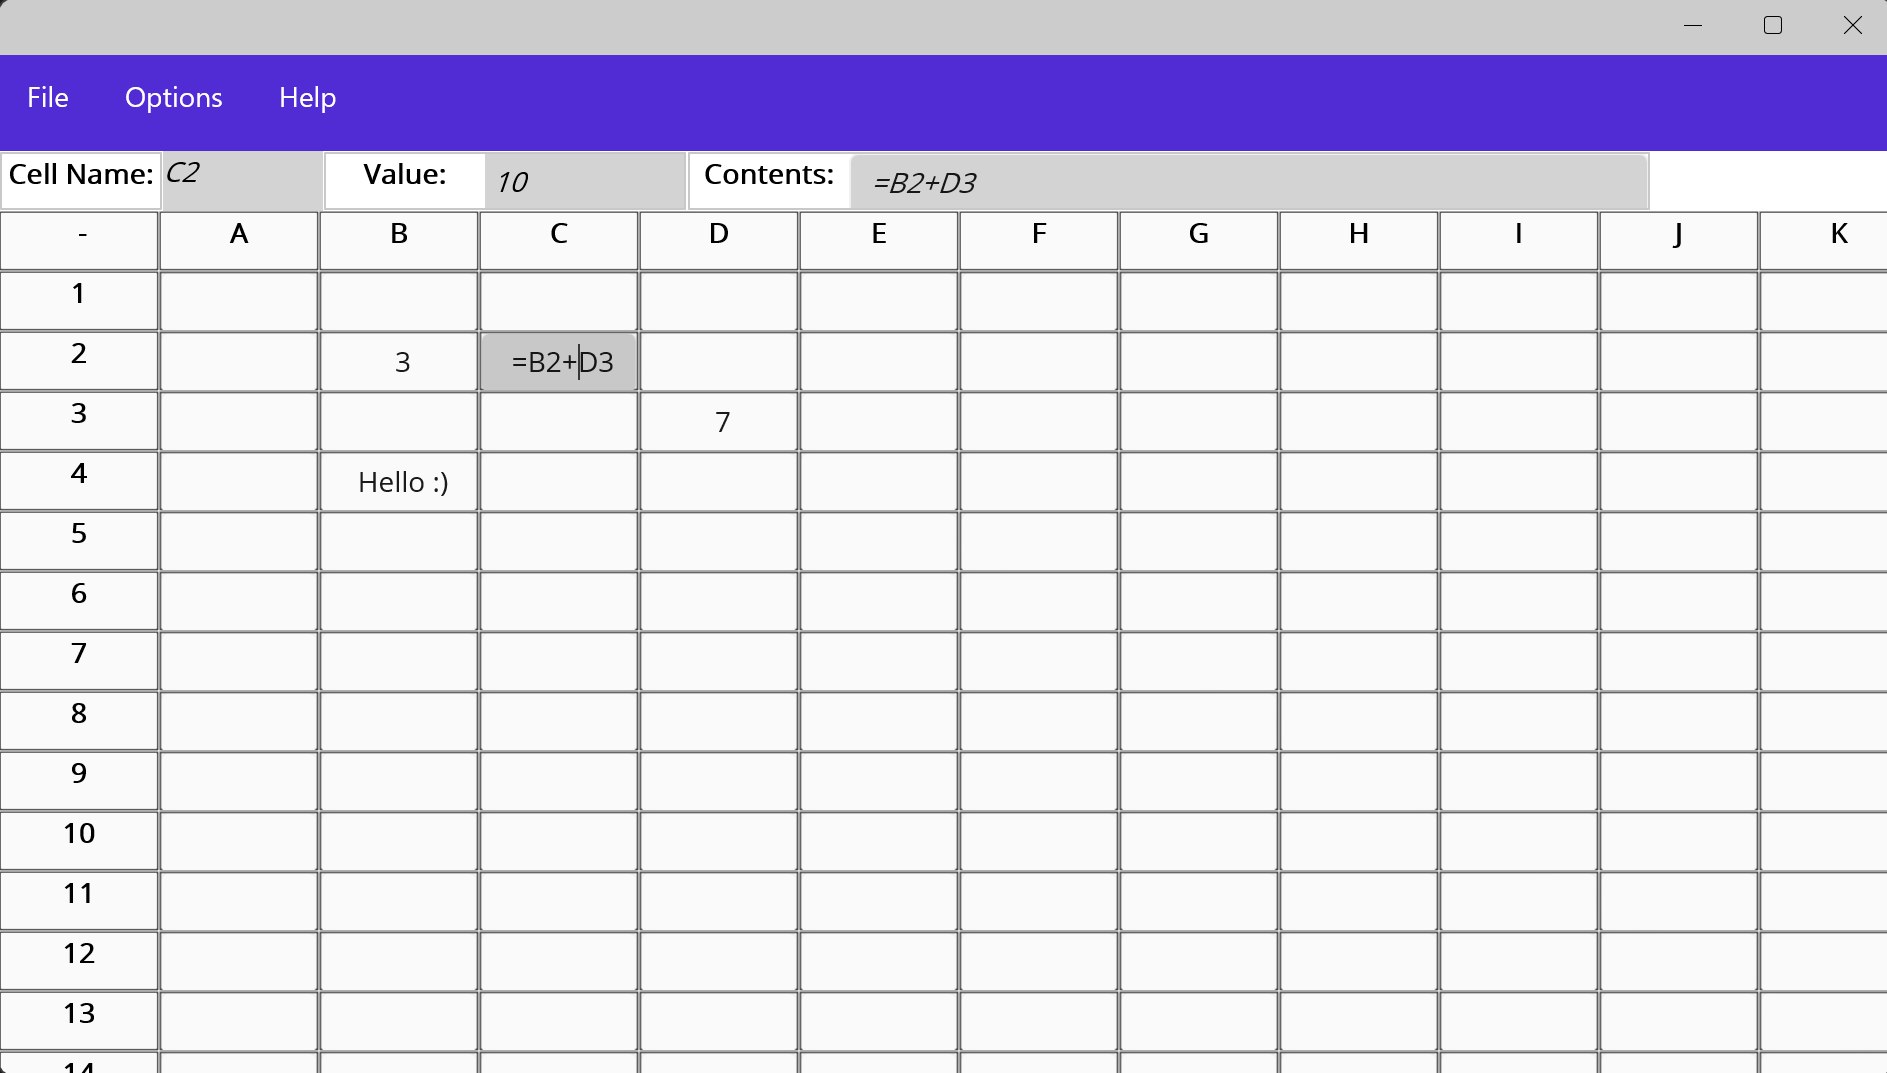 File Options Help
Cell Name: C2 Value: 10 Contents: =B2+D3
- A B C D E F G H I J K
1
2 3 =B2+D3
3 7
4 Hello :)
5
6
7
8
9
10
11
12
13
14